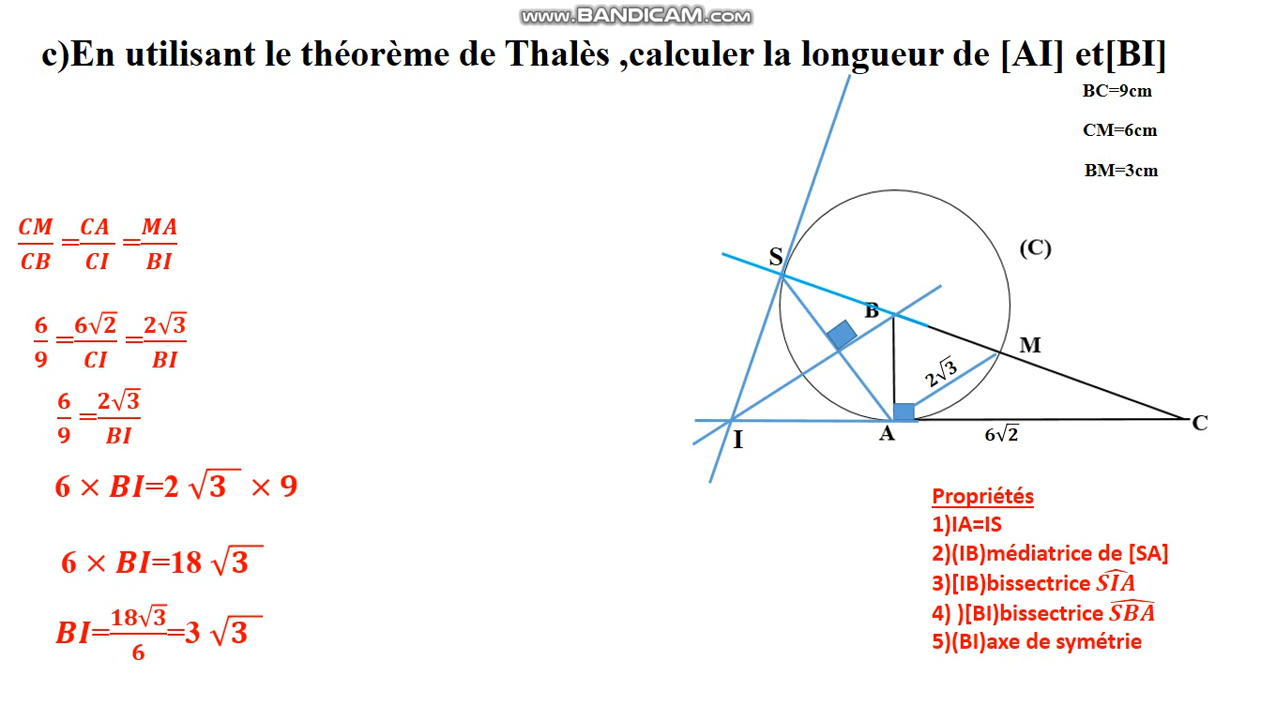 www.BANDICAM.com
c)En utilisant le théorème de Thalès ,calculer la longueur de [AI] et[BI]
BC=9cm
CM=6cm
BM=3cm
CM/CB =CA/CI =MA/BI
6/9 =6√2/CI =2√3/BI
6/9 =2√3/BI
6 × BI=2 √3 × 9
6 × BI=18 √3
BI=18√3/6=3 √3
S
(C)
B
M
2√3
I
A
6√2
C
Propriétés
1)IA=IS
2)(IB)médiatrice de [SA]
3)[IB)bissectrice SIÂ
4) )[BI)bissectrice SBÂ
5)(BI)axe de symétrie